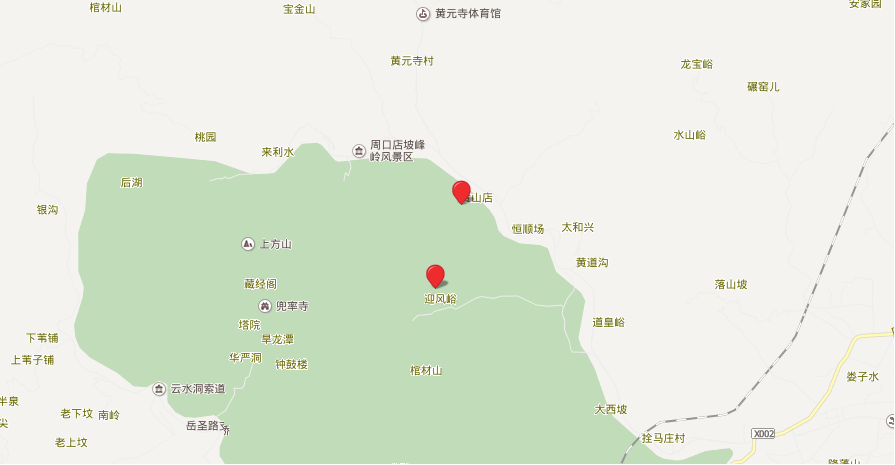 棺材山
宝金山
黄元寺体育馆
安家园
黄元寺村
龙宝峪
碾窑儿
水山峪
桃园
来利水
周口店坡峰
岭风景区
后湖
山店
银沟
恒顺场
太和兴
上方山
黄道沟
藏经阁
落山坡
迎风峪
兜率寺
塔院
道皇峪
下苇铺
旱龙潭
上苇子铺
华严洞
钟鼓楼
棺材山
娄子水
云水洞索道
半泉
老下坟
南岭
大西坡
尖
岳圣路
X002
拴马庄村
老上坟